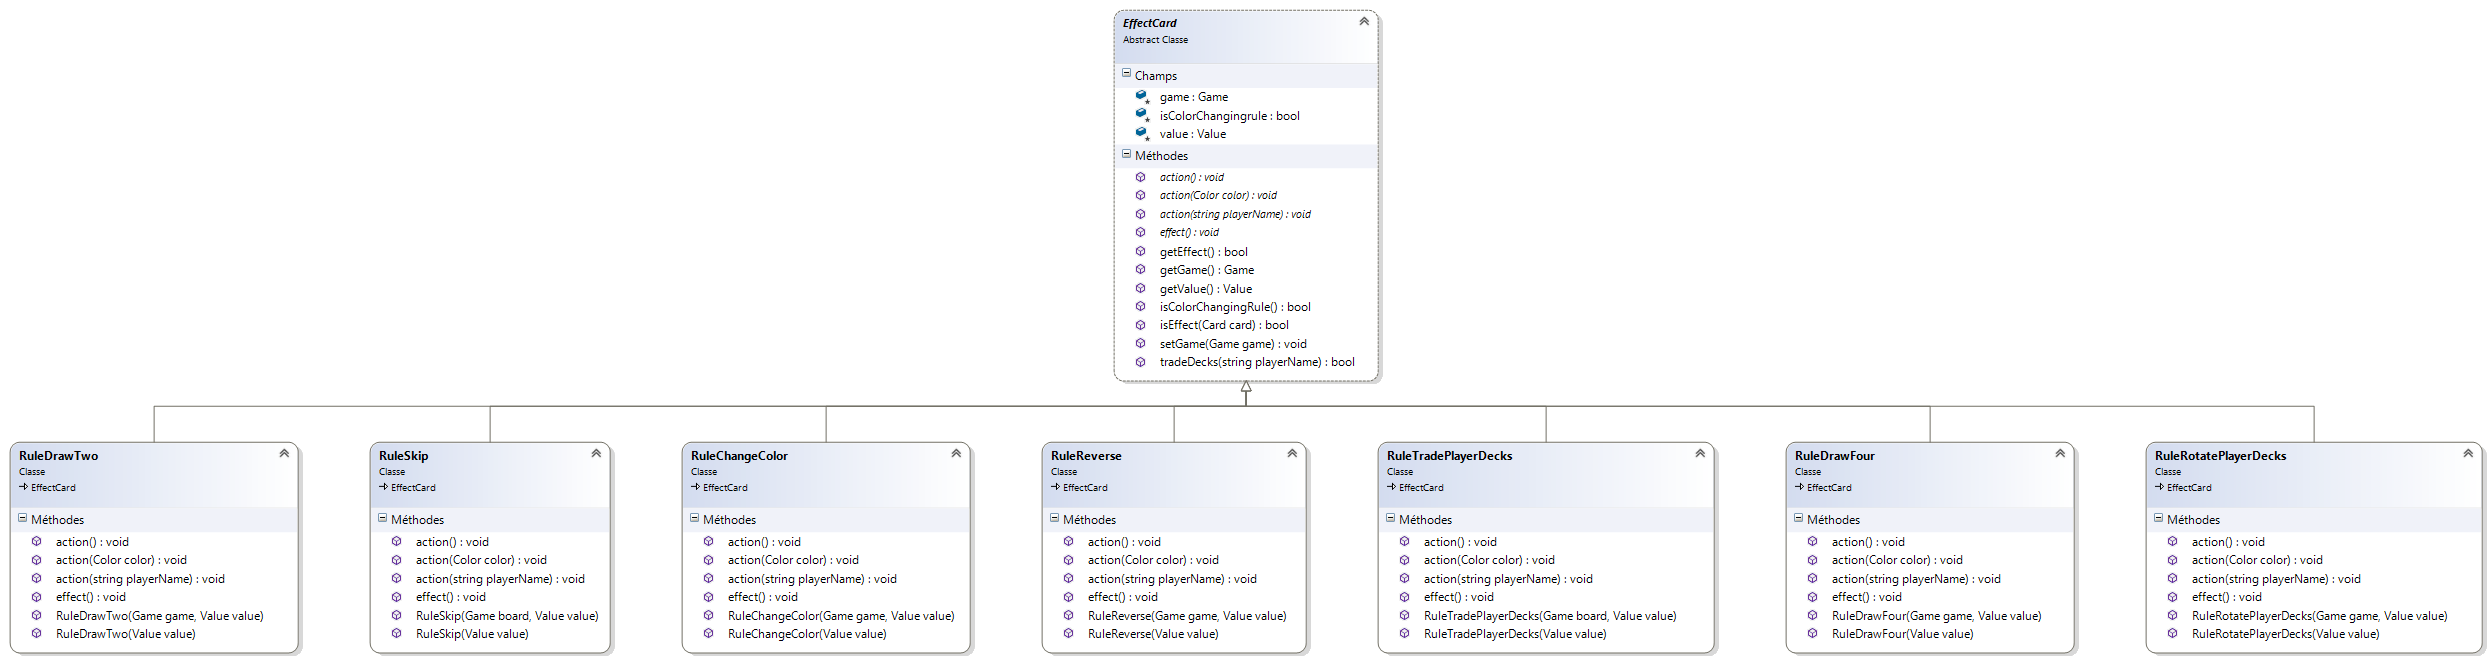 EffectCard
Abstract Classe
Champs
game : Game
isColorChangingrule : bool
value : Value
Méthodes
action() : void
action(Color color) : void
action(string playerName) : void
effect() : void
getEffect() : bool
getGame() : Game
getValue() : Value
isColorChangingRule() : bool
isEffect(Card card) : bool
setGame(Game game) : void
tradeDecks(string playerName) : bool
RuleDrawTwo
Classe
EffectCard
Méthodes
action() : void
action(Color color) : void
action(string playerName) : void
effect() : void
RuleDrawTwo(Game game, Value value)
RuleDrawTwo(Value value)
RuleSkip
Classe
EffectCard
Méthodes
action() : void
action(Color color) : void
action(string playerName) : void
effect() : void
RuleSkip(Game board, Value value)
RuleSkip(Value value)
RuleChangeColor
Classe
EffectCard
Méthodes
action() : void
action(Color color) : void
action(string playerName) : void
effect() : void
RuleChangeColor(Game game, Value value)
RuleChangeColor(Value value)
RuleReverse
Classe
EffectCard
Méthodes
action() : void
action(Color color) : void
action(string playerName) : void
effect() : void
RuleReverse(Game game, Value value)
RuleReverse(Value value)
RuleTradePlayerDecks
Classe
EffectCard
Méthodes
action() : void
action(Color color) : void
action(string playerName) : void
effect() : void
RuleTradePlayerDecks(Game board, Value value)
RuleTradePlayerDecks(Value value)
RuleDrawFour
Classe
EffectCard
Méthodes
action() : void
action(Color color) : void
action(string playerName) : void
effect() : void
RuleDrawFour(Game game, Value value)
RuleDrawFour(Value value)
RuleRotatePlayerDecks
Classe
EffectCard
Méthodes
action() : void
action(Color color) : void
action(string playerName) : void
effect() : void
RuleRotatePlayerDecks(Game game, Value value)
RuleRotatePlayerDecks(Value value)